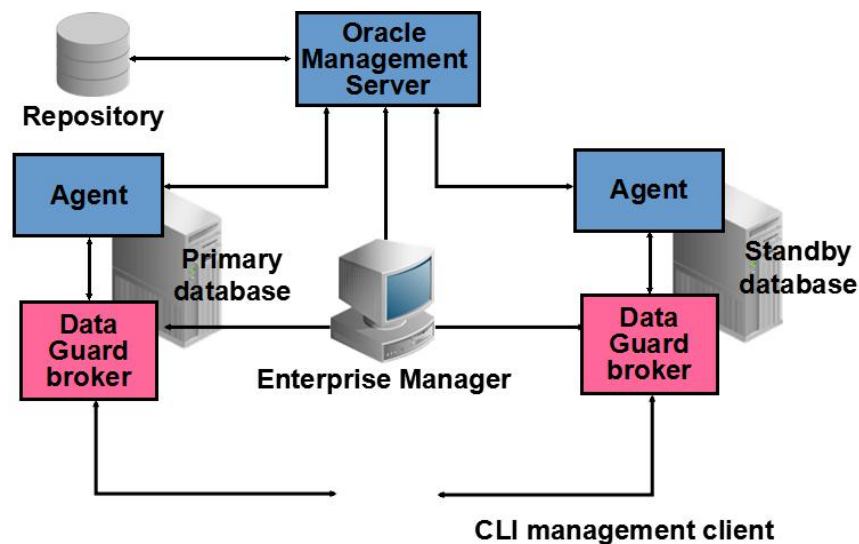 Oracle
Management
Server
Repository
Agent
Agent
Primary
database
Standby
database
Data
Guard
broker
Data
Guard
broker
Enterprise Manager
CLI management client